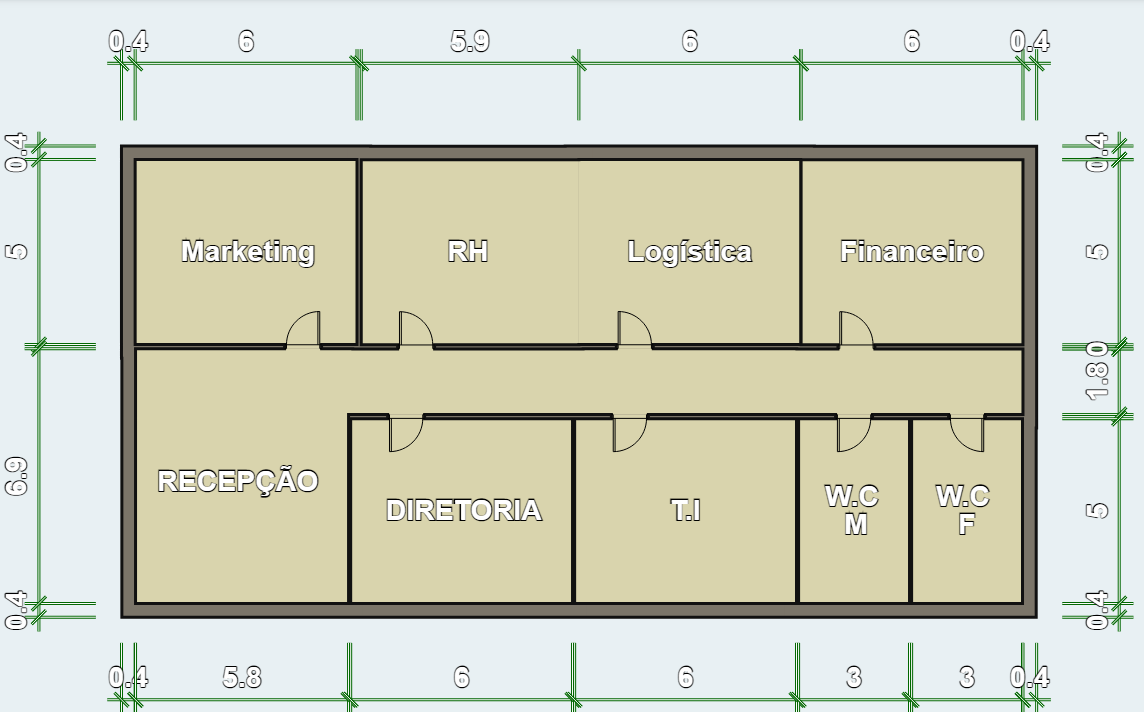 0.4 6 5.9 6 6 0.4
0.4 0.4
Marketing RH Logística Financeiro
5 5
1.80
RECEPÇÃO
6.9
DIRETORIA T.I W.C W.C
M F
5
0.4 0.4
0.4 5.8 6 6 3 3 0.4